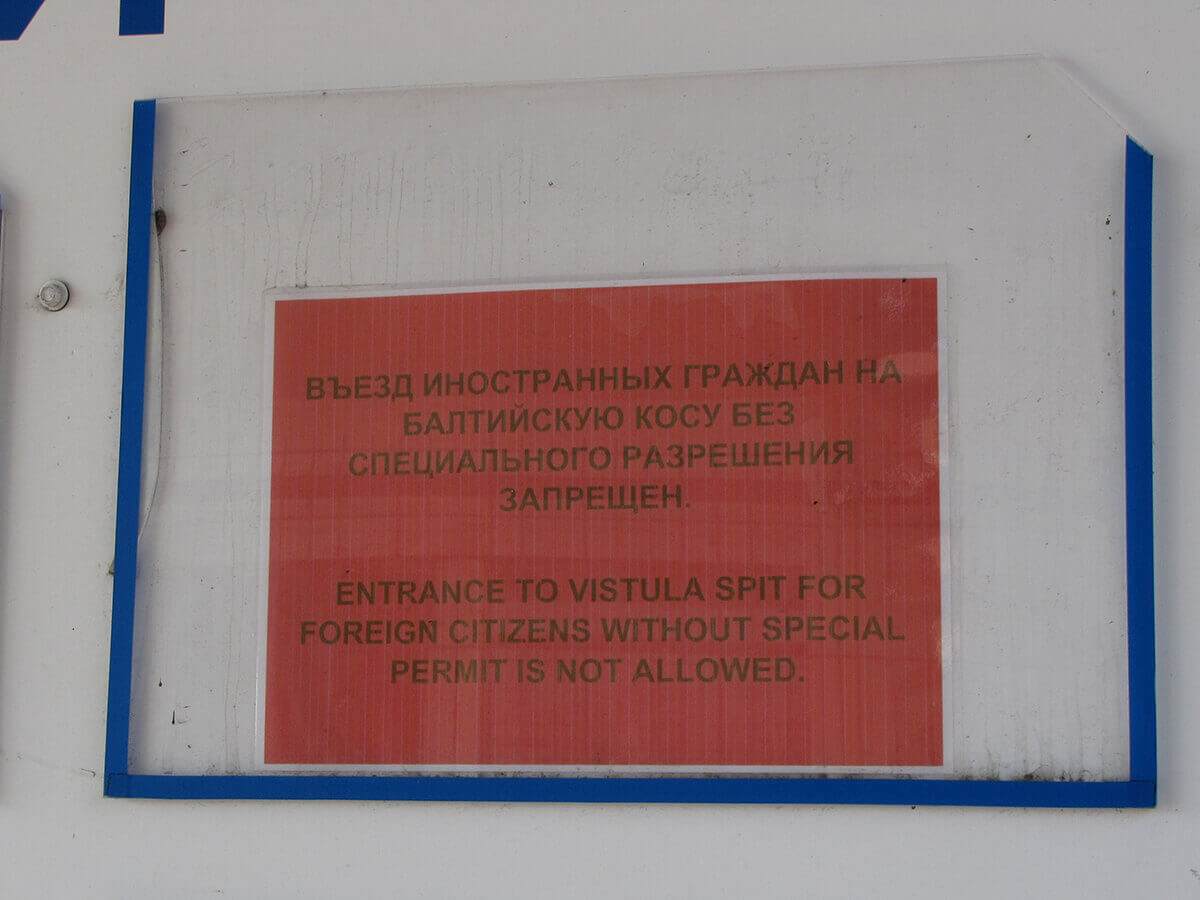 ВЪЕЗД ИНОСТРАННЫХ ГРАЖДАН НА
БАЛТИЙСКУЮ КОСУ БЕЗ
СПЕЦИАЛЬНОГО РАЗРЕШЕНИЯ
ЗАПРЕЩЕН.
ENTRANCE TO VISTULA SPIT FOR
FOREIGN CITIZENS WITHOUT SPECIAL
PERMIT IS NOT ALLOWED.